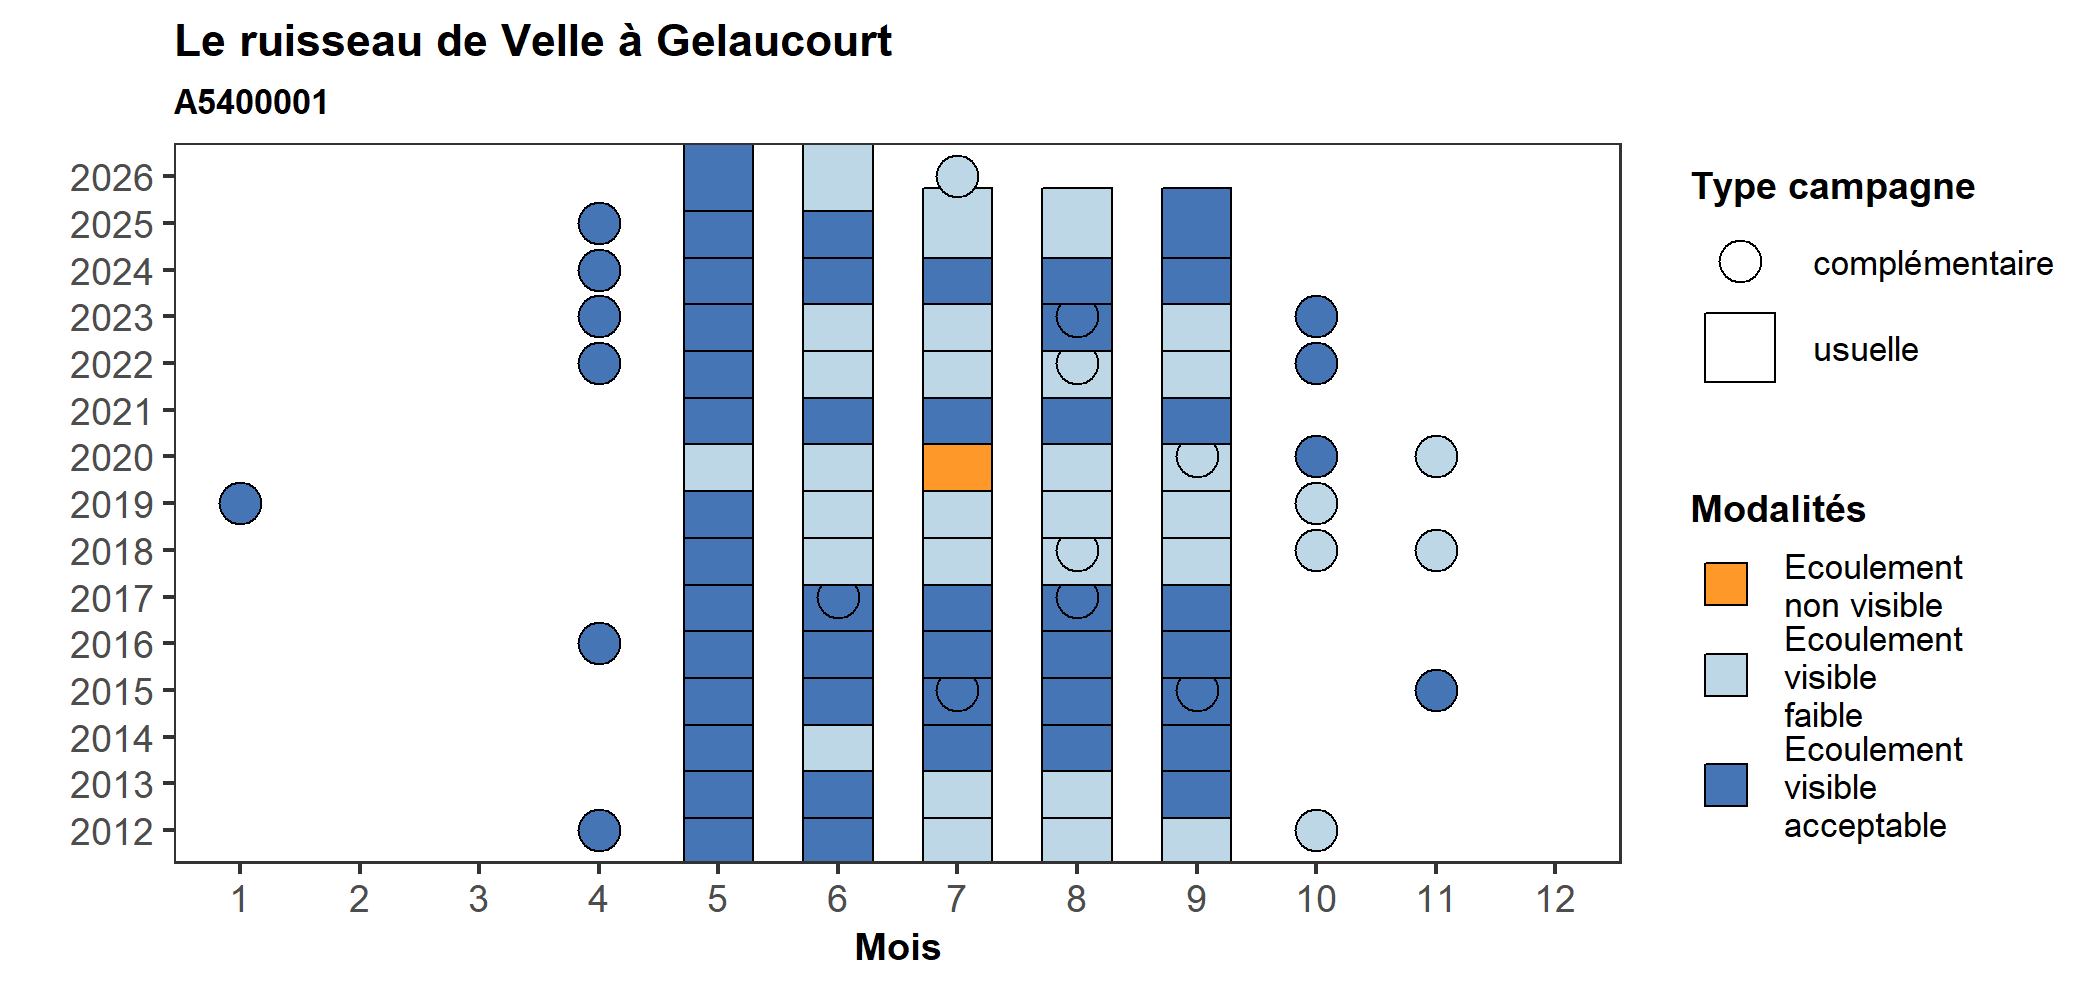 Le ruisseau de Velle à Gelaucourt
A5400001
2026
2025
2024
2023
2022
2021
2020
2019
2018
2017
2016
2015
2014
2013
2012
1 2 3 4 5 6 7 8 9 10 11 12
Mois
Type campagne
complémentaire
usuelle
Modalités
Ecoulement
non visible
Ecoulement
visible
faible
Ecoulement
visible
acceptable